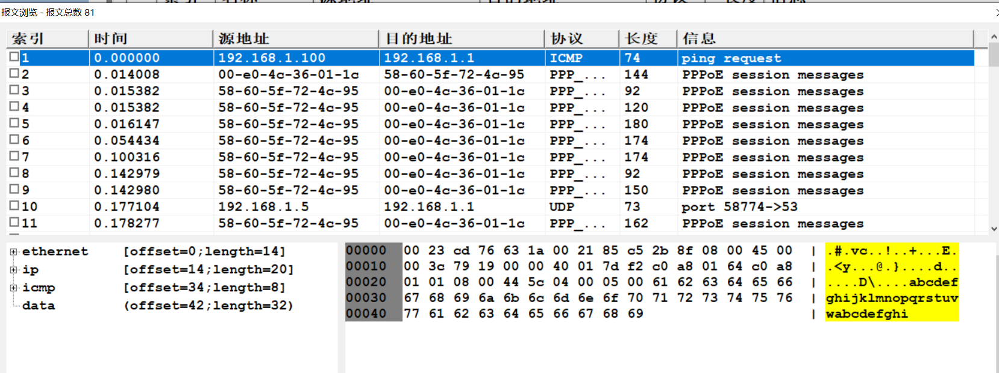 报文浏览 - 报文总数 81
索引 时间 源地址 目的地址 协议 长度 信息
1 0.000000 192.168.1.100 192.168.1.1 ICMP 74 ping request
2 0.014008 00-e0-4c-36-01-1c 58-60-5f-72-4c-95 PPP_... 144 PPPoE session messages
3 0.015382 58-60-5f-72-4c-95 00-e0-4c-36-01-1c PPP_... 92 PPPoE session messages
4 0.015382 58-60-5f-72-4c-95 00-e0-4c-36-01-1c PPP_... 120 PPPoE session messages
5 0.016147 58-60-5f-72-4c-95 00-e0-4c-36-01-1c PPP_... 180 PPPoE session messages
6 0.054434 58-60-5f-72-4c-95 00-e0-4c-36-01-1c PPP_... 174 PPPoE session messages
7 0.100316 58-60-5f-72-4c-95 00-e0-4c-36-01-1c PPP_... 174 PPPoE session messages
8 0.142979 58-60-5f-72-4c-95 00-e0-4c-36-01-1c PPP_... 92 PPPoE session messages
9 0.142980 58-60-5f-72-4c-95 00-e0-4c-36-01-1c PPP_... 150 PPPoE session messages
10 0.177104 192.168.1.5 192.168.1.1 UDP 73 port 58774->53
11 0.178277 58-60-5f-72-4c-95 00-e0-4c-36-01-1c PPP_... 162 PPPoE session messages
ethernet [offset=0;length=14]
ip [offset=14;length=20]
icmp [offset=34;length=8]
data (offset=42;length=32)
00000 00 23 cd 76 63 1a 00 21 85 c5 2b 8f 08 00 45 00 | .#.vc..!..+...E.
00010 00 3c 79 19 00 00 40 01 7d f2 c0 a8 01 64 c0 a8 | .<y...@.}....d..
00020 01 01 08 00 44 5c 04 00 05 00 61 62 63 64 65 66 | ....D\....abcdef
00030 67 68 69 6a 6b 6c 6d 6e 6f 70 71 72 73 74 75 76 | ghijklmnopqrstuv
00040 77 61 62 63 64 65 66 67 68 69 | wabcdefghi